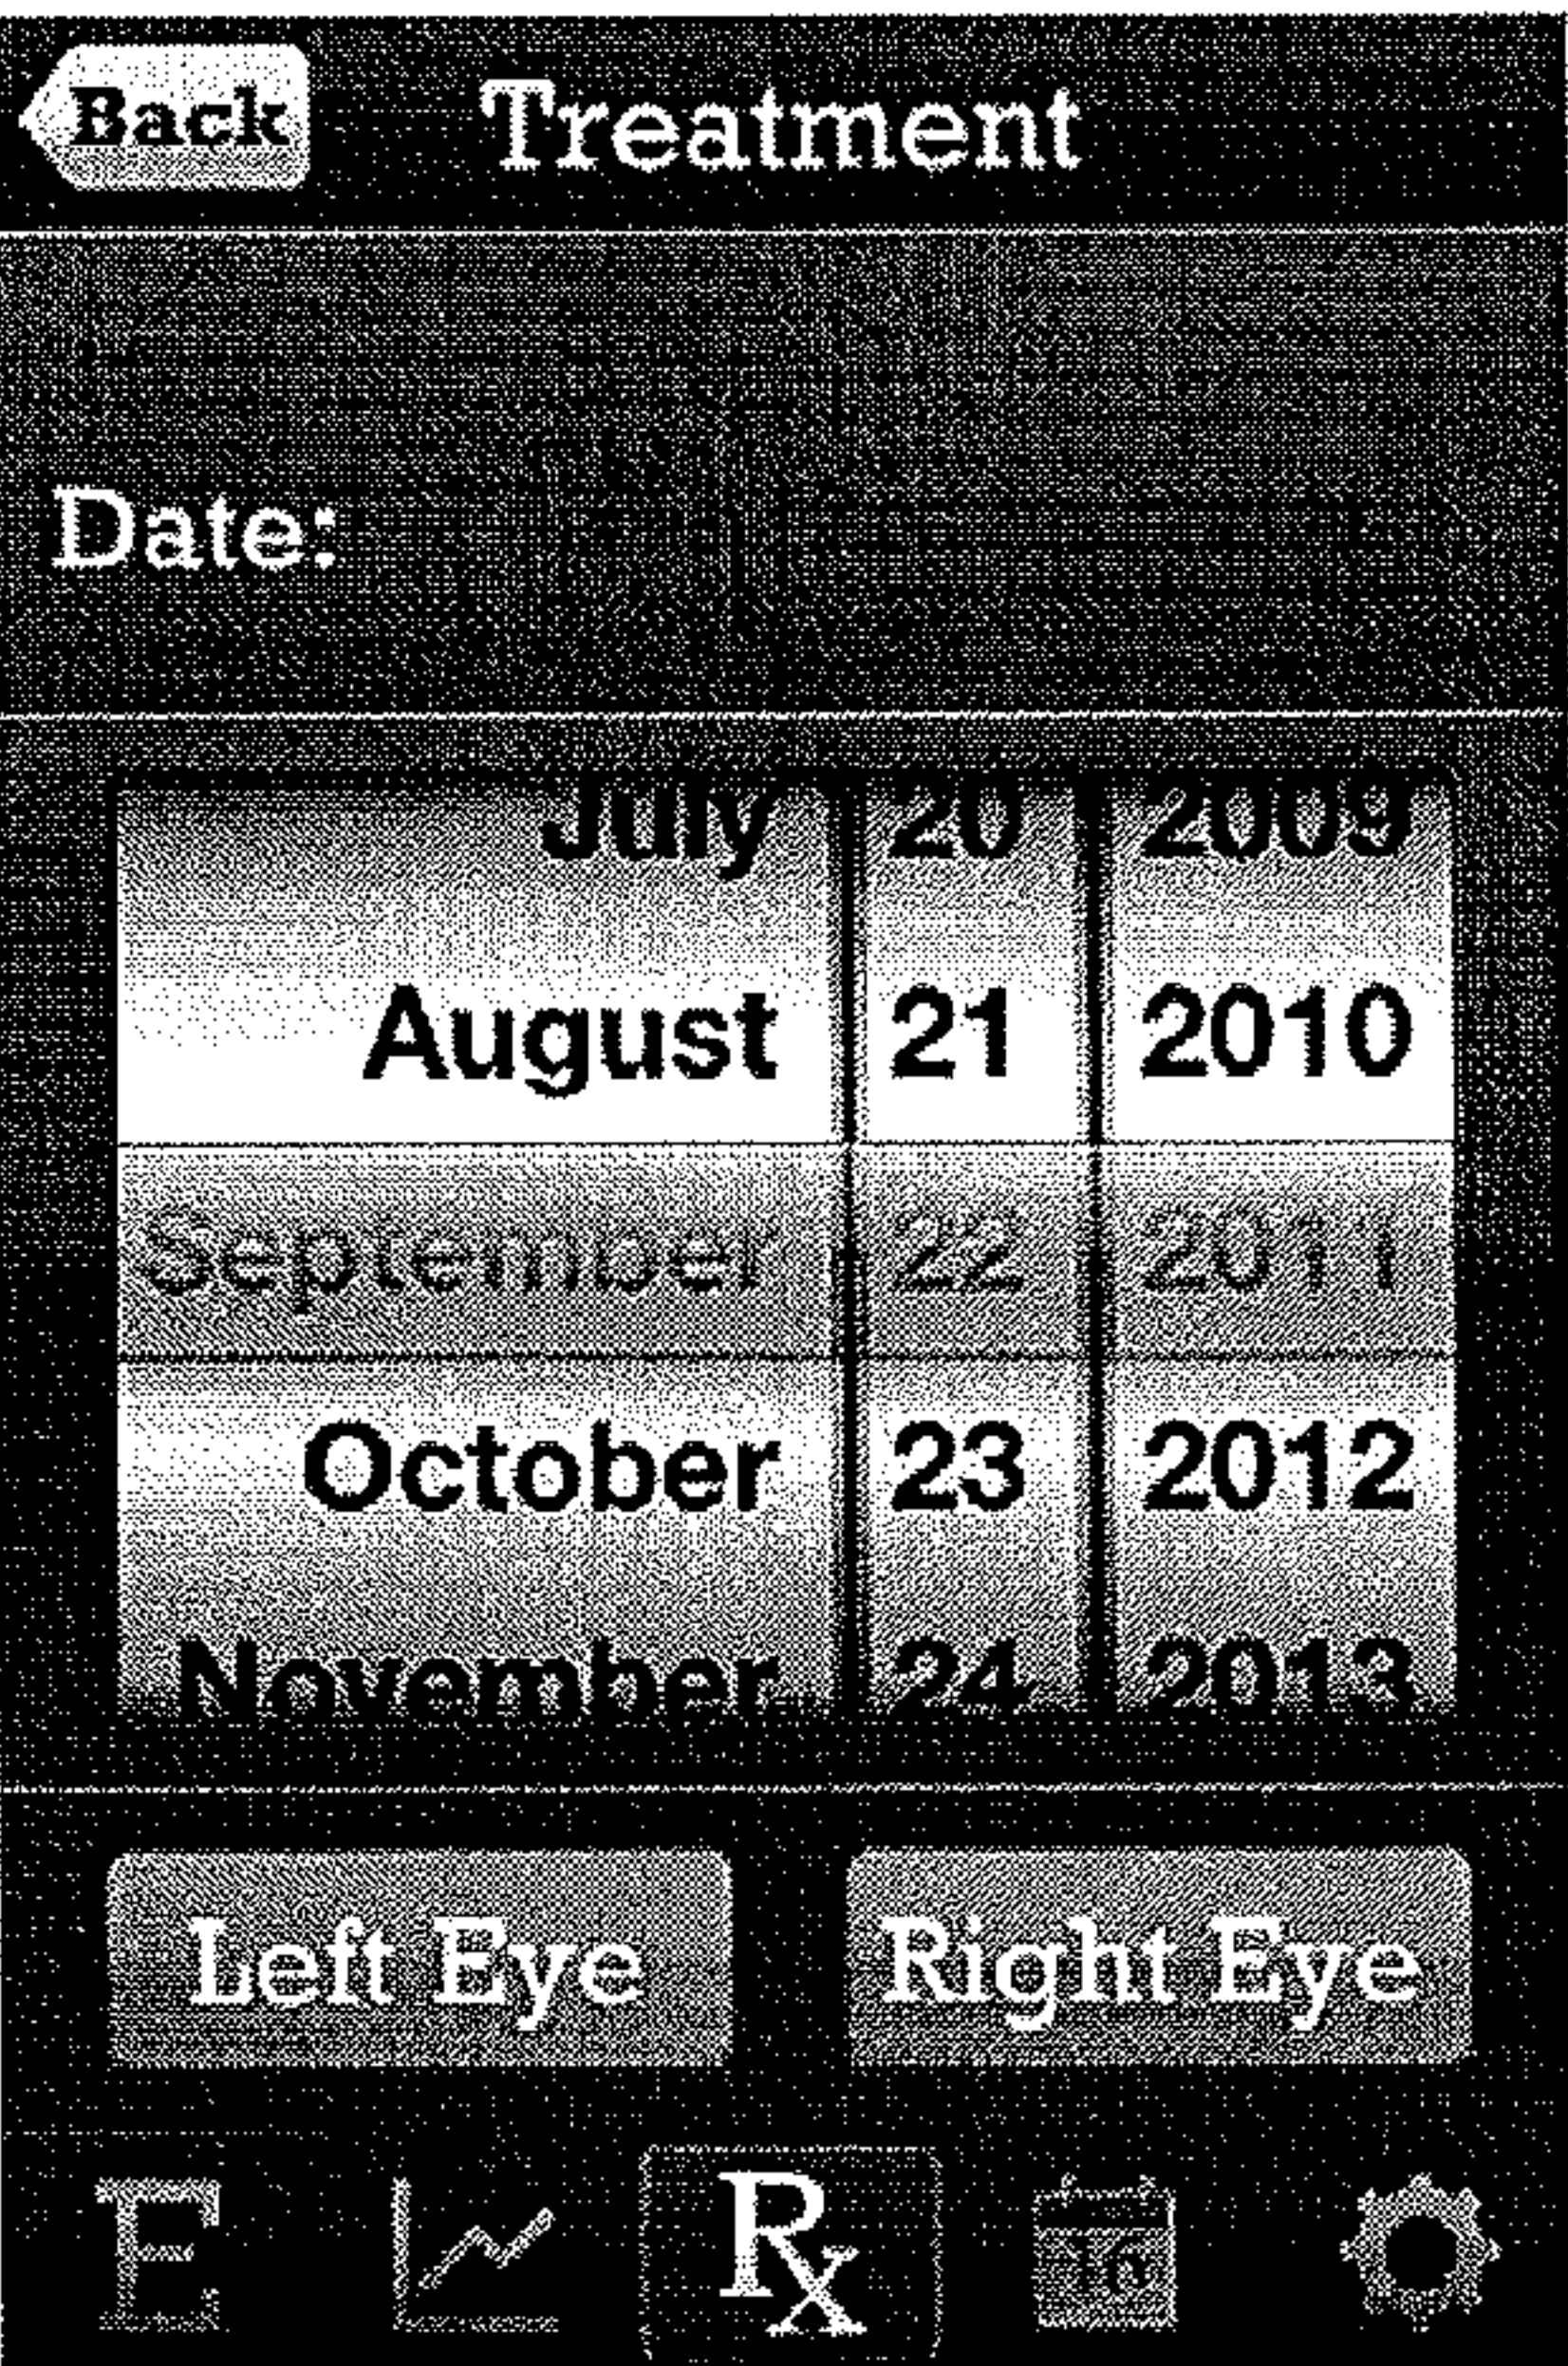 Back Treatment
Date:
July 20 2009
August 21 2010
September 22 2011
October 23 2012
November 24 2013
Left Eye Right Eye
E Rx 16